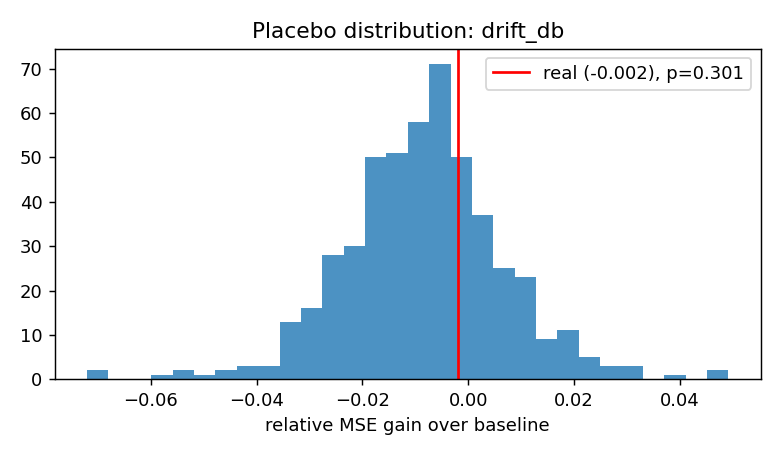 Placebo distribution: drift_db
real (-0.002), p=0.301
70
60
50
40
30
20
10
0
−0.06 −0.04 −0.02 0.00 0.02 0.04
relative MSE gain over baseline